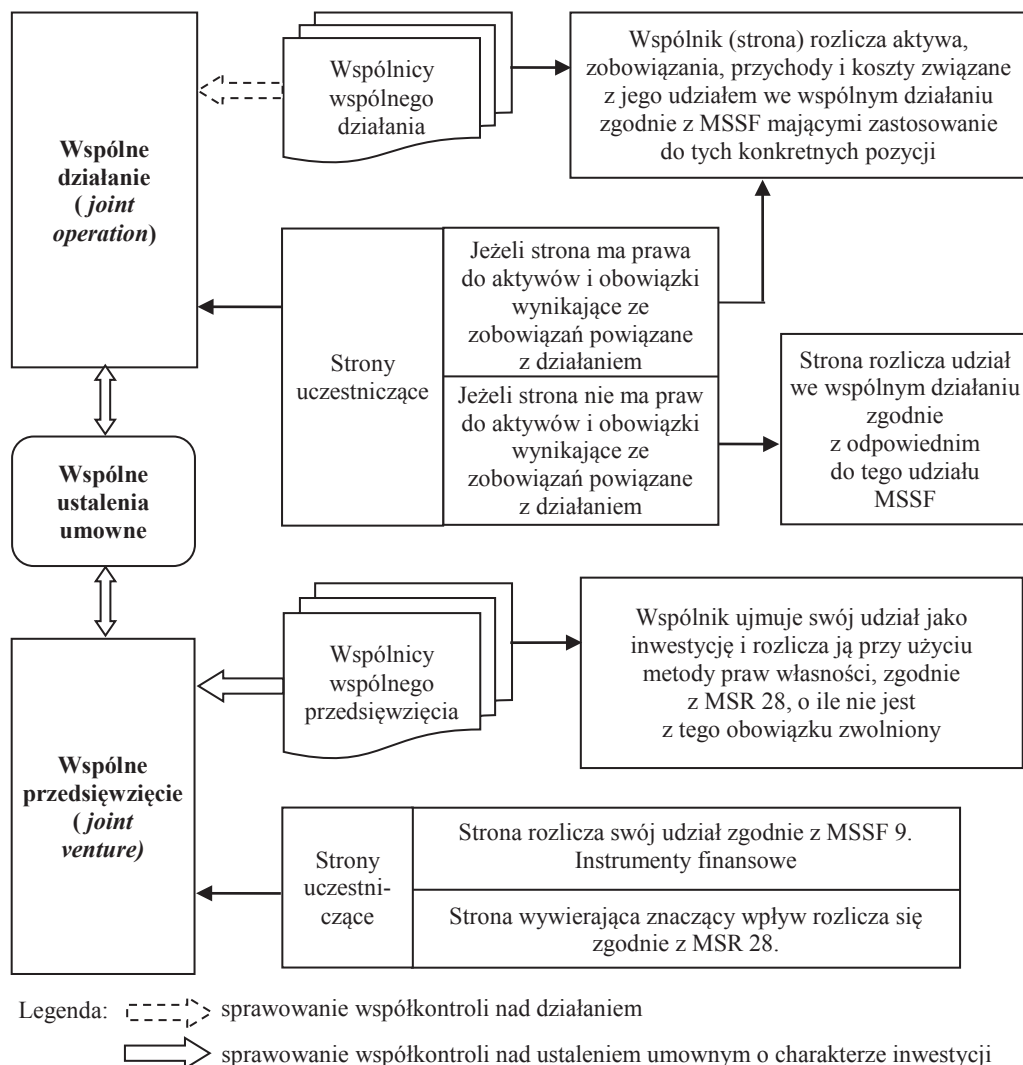 Wspólne
działanie
( joint
operation)
Wspólnicy
wspólnego
działania
Wspólnik (strona) rozlicza aktywa,
zobowiązania, przychody i koszty związane
z jego udziałem we wspólnym działaniu
zgodnie z MSSF mającymi zastosowanie
do tych konkretnych pozycji
Strony
uczestniczące
Jeżeli strona ma prawa
do aktywów i obowiązki
wynikające ze
zobowiązań powiązane
z działaniem
Jeżeli strona nie ma praw
do aktywów i obowiązki
wynikające ze
zobowiązań powiązane
z działaniem
Strona rozlicza udział
we wspólnym działaniu
zgodnie
z odpowiednim
do tego udziału
MSSF
Wspólne
ustalenia
umowne
Wspólne
przedsięwzięcie
( joint
venture)
Wspólnicy
wspólnego
przedsięwzięcia
Wspólnik ujmuje swój udział jako
inwestycję i rozlicza ją przy użyciu
metody praw własności, zgodnie
z MSR 28, o ile nie jest
z tego obowiązku zwolniony
Strony
uczestni-
czące
Strona rozlicza swój udział zgodnie z MSSF 9.
Instrumenty finansowe
Strona wywierająca znaczący wpływ rozlicza się
zgodnie z MSR 28.
Legenda: sprawowanie współkontroli nad działaniem
sprawowanie współkontroli nad ustaleniem umownym o charakterze inwestycji